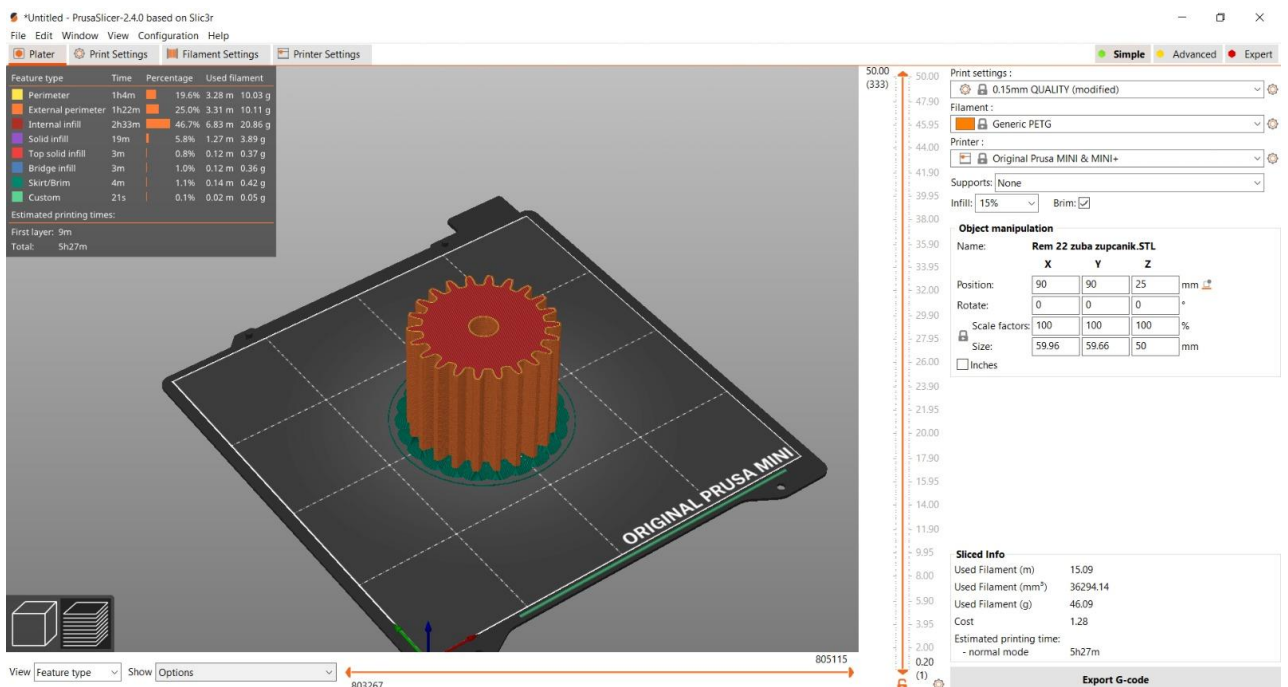 *Untitled - PrusaSlicer-2.4.0 based on Slic3r
File Edit Window View Configuration Help
Plater Print Settings Filament Settings Printer Settings Simple Advanced Expert
Feature type Time Percentage Used filament
Perimeter 1h4m 19.6% 3.28 m 10.03 g
External perimeter 1h22m 25.0% 3.31 m 10.11 g
Internal infill 2h33m 46.7% 6.83 m 20.86 g
Solid infill 19m 5.8% 1.27 m 3.89 g
Top solid infill 3m 0.8% 0.12 m 0.37 g
Bridge infill 3m 1.0% 0.12 m 0.36 g
Skirt/Brim 4m 1.1% 0.14 m 0.42 g
Custom 21s 0.1% 0.02 m 0.05 g
Estimated printing times:
First layer: 9m
Total: 5h27m
ORIGINAL PRUSA MINI
50.00
(333)
50.00
47.90
45.95
44.00
41.90
39.95
38.00
35.90
33.95
32.00
29.90
27.95
26.00
23.90
21.95
20.00
17.90
15.95
14.00
11.90
9.95
8.00
5.90
3.95
2.00
0.20
(1)
Print settings :
0.15mm QUALITY (modified)
Filament :
Generic PETG
Printer :
Original Prusa MINI & MINI+
Supports: None
Infill: 15% Brim:
Object manipulation
Name: Rem 22 zuba zupcanik.STL
X Y Z
Position: 90 90 25 mm
Rotate: 0 0 0 °
Scale factors: 100 100 100 %
Size: 59.96 59.66 50 mm
Inches
Sliced Info
Used Filament (m) 15.09
Used Filament (mm³) 36294.14
Used Filament (g) 46.09
Cost 1.28
Estimated printing time:
- normal mode 5h27m
Export G-code
View Feature type Show Options
805115
803267